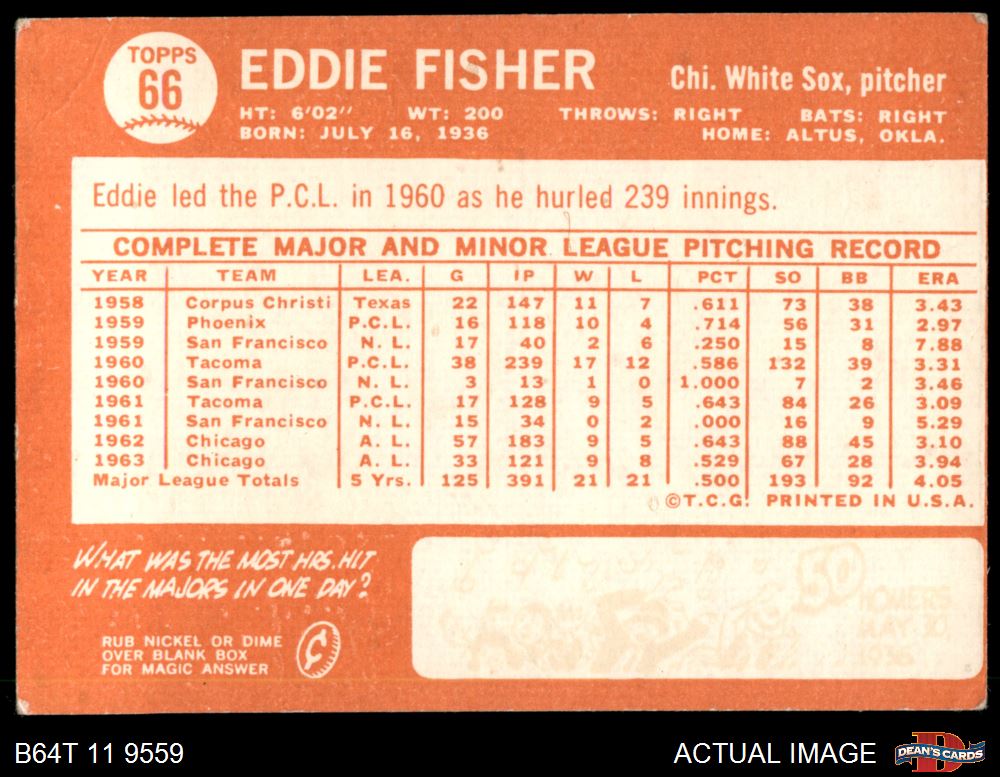 TOPPS
66
EDDIE FISHER
Chi. White Sox, pitcher
HT: 6'02" WT: 200 THROWS: RIGHT BATS: RIGHT
BORN: JULY 16, 1936 HOME: ALTUS, OKLA.
Eddie led the P.C.L. in 1960 as he hurled 239 innings.
COMPLETE MAJOR AND MINOR LEAGUE PITCHING RECORD
YEAR TEAM LEA. G IP W L PCT SO BB ERA
1958 Corpus Christi Texas 22 147 11 7 .611 73 38 3.43
1959 Phoenix P.C.L. 16 118 10 4 .714 56 31 2.97
1959 San Francisco N. L. 17 40 2 6 .250 15 8 7.88
1960 Tacoma P.C.L. 38 239 17 12 .586 132 39 3.31
1960 San Francisco N. L. 3 13 1 0 1.000 7 2 3.46
1961 Tacoma P.C.L. 17 128 9 5 .643 84 26 3.09
1961 San Francisco N. L. 15 34 0 2 .000 16 9 5.29
1962 Chicago A. L. 57 183 9 5 .643 88 45 3.10
1963 Chicago A. L. 33 121 9 8 .529 67 28 3.94
Major League Totals 5 Yrs. 125 391 21 21 .500 193 92 4.05
©T.C.G. PRINTED IN U.S.A.
WHAT WAS THE MOST HRS. HIT
IN THE MAJORS IN ONE DAY?
RUB NICKEL OR DIME
OVER BLANK BOX
FOR MAGIC ANSWER
¢
50
HOMERS
B64T 11 9559
ACTUAL IMAGE
DEAN'S CARDS